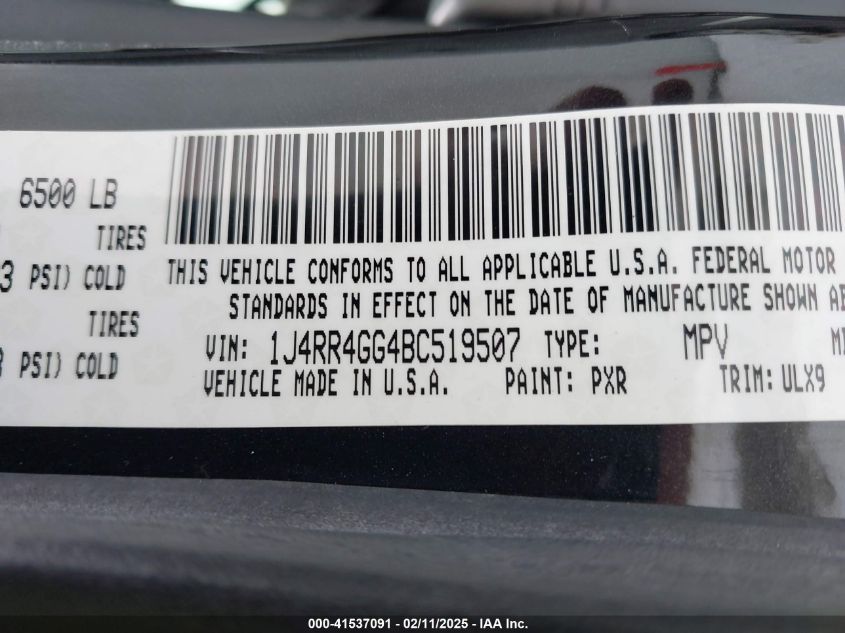 6500 LB
TIRES
3 PSI) COLD
TIRES
PSI) COLD
THIS VEHICLE CONFORMS TO ALL APPLICABLE U.S.A. FEDERAL MOTOR
STANDARDS IN EFFECT ON THE DATE OF MANUFACTURE SHOWN AB
VIN: 1J4RR4GG4BC519507 TYPE: MPV
VEHICLE MADE IN U.S.A. PAINT: PXR TRIM: ULX9
000-41537091 - 02/11/2025 - IAA Inc.